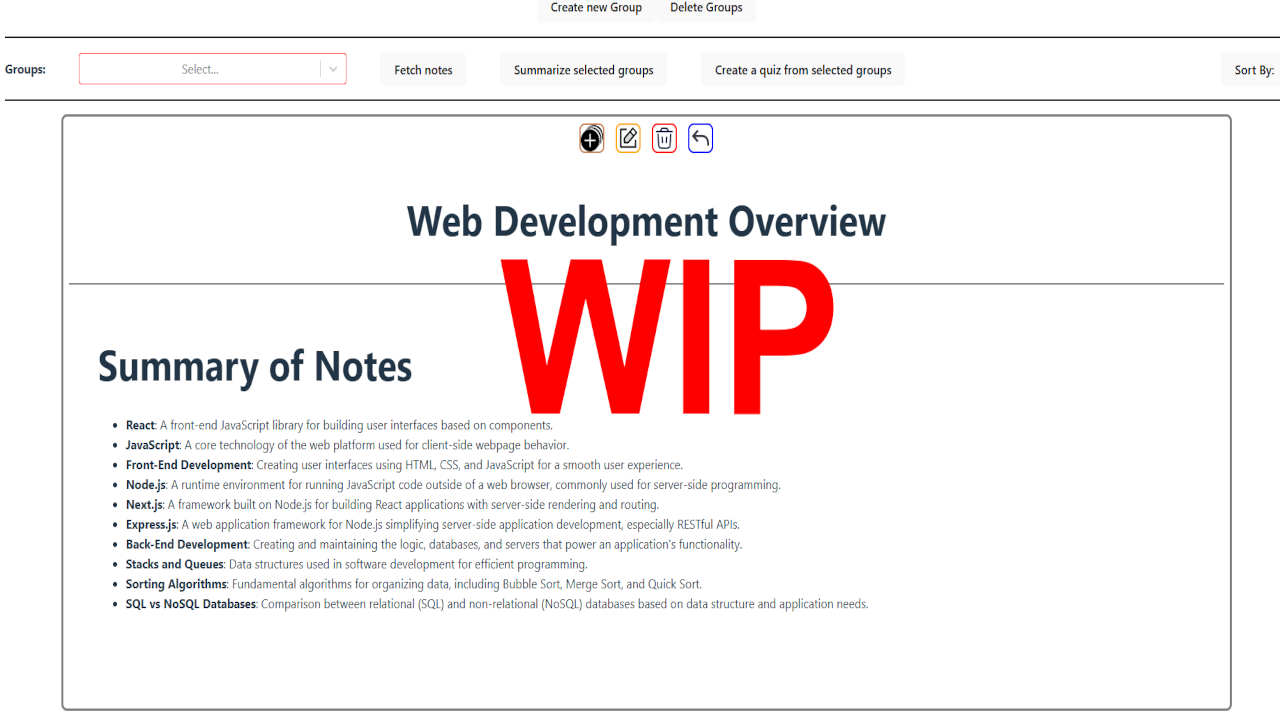 Create new Group Delete Groups
Groups: Select... Fetch notes Summarize selected groups Create a quiz from selected groups Sort By:
Web Development Overview
WIP
Summary of Notes
• React: A front-end JavaScript library for building user interfaces based on components.
• JavaScript: A core technology of the web platform used for client-side webpage behavior.
• Front-End Development: Creating user interfaces using HTML, CSS, and JavaScript for a smooth user experience.
• Node.js: A runtime environment for running JavaScript code outside of a web browser, commonly used for server-side programming.
• Next.js: A framework built on Node.js for building React applications with server-side rendering and routing.
• Express.js: A web application framework for Node.js simplifying server-side application development, especially RESTful APIs.
• Back-End Development: Creating and maintaining the logic, databases, and servers that power an application's functionality.
• Stacks and Queues: Data structures used in software development for efficient programming.
• Sorting Algorithms: Fundamental algorithms for organizing data, including Bubble Sort, Merge Sort, and Quick Sort.
• SQL vs NoSQL Databases: Comparison between relational (SQL) and non-relational (NoSQL) databases based on data structure and application needs.